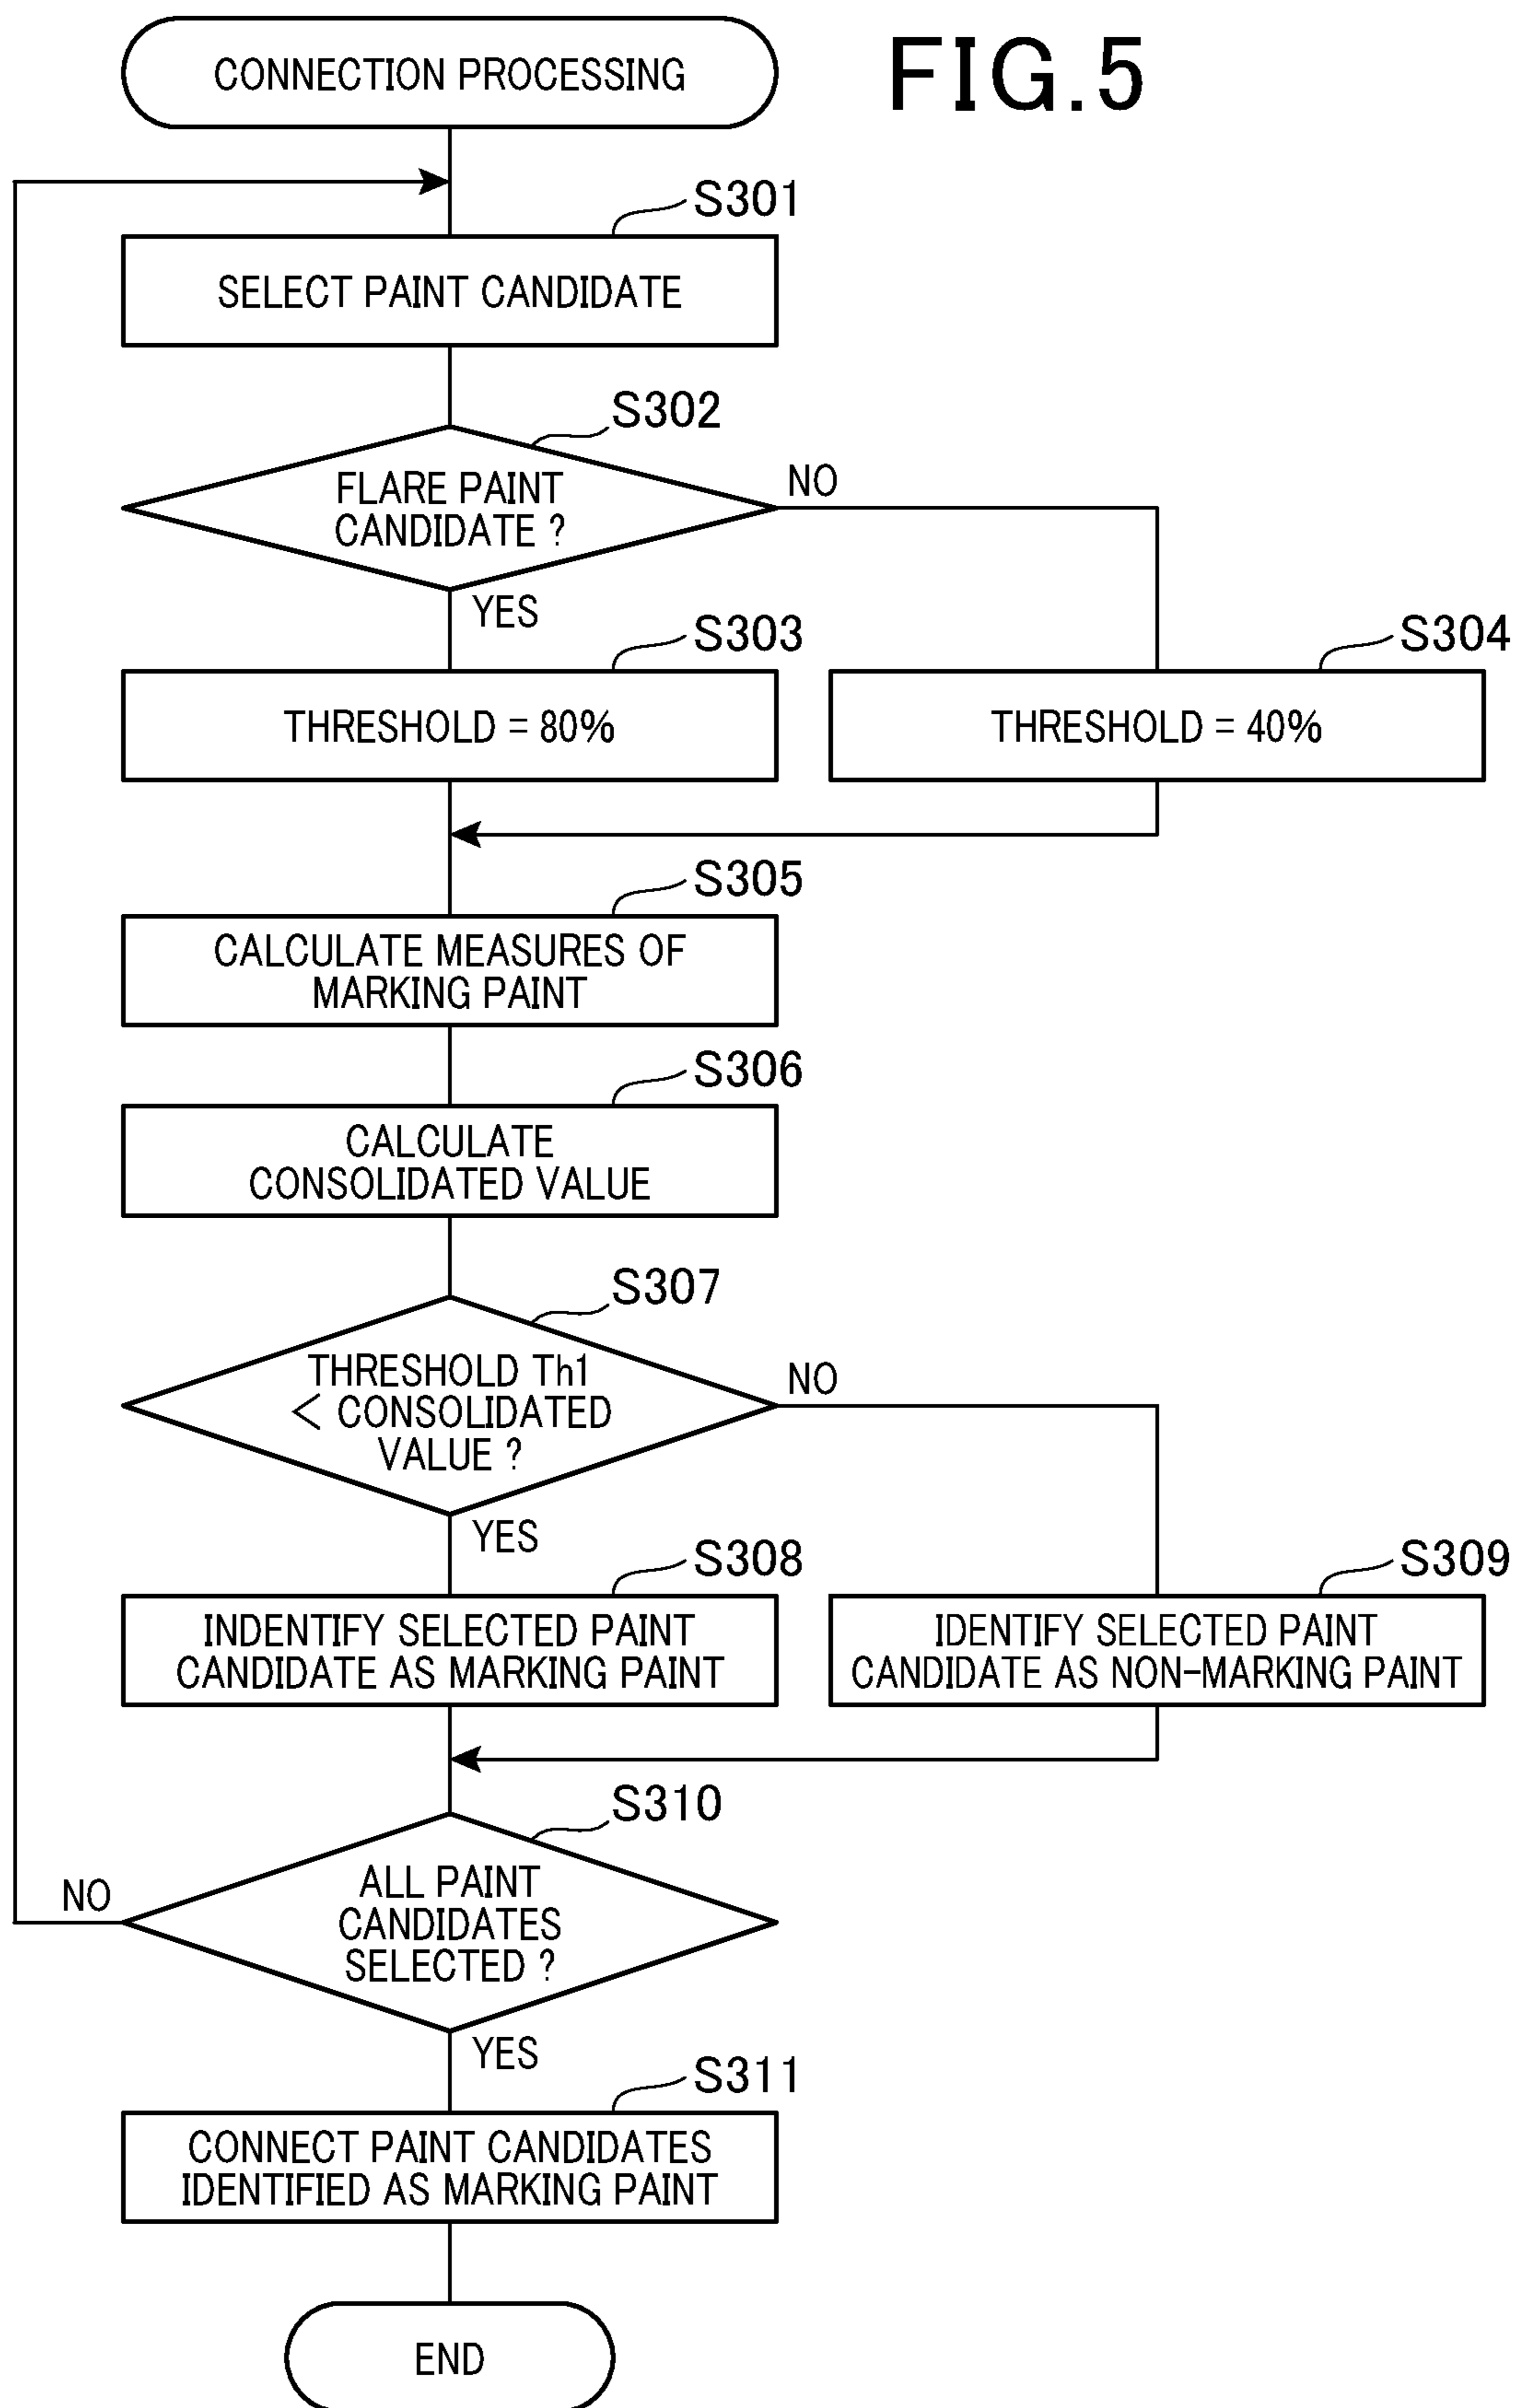 FIG.5
CONNECTION PROCESSING
S301
SELECT PAINT CANDIDATE
S302
FLARE PAINT
CANDIDATE ?
NO
YES
S303
THRESHOLD = 80%
S304
THRESHOLD = 40%
S305
CALCULATE MEASURES OF
MARKING PAINT
S306
CALCULATE
CONSOLIDATED VALUE
S307
THRESHOLD Th1
< CONSOLIDATED
VALUE ?
NO
YES
S308
INDENTIFY SELECTED PAINT
CANDIDATE AS MARKING PAINT
S309
IDENTIFY SELECTED PAINT
CANDIDATE AS NON-MARKING PAINT
S310
ALL PAINT
CANDIDATES
SELECTED ?
NO
YES
S311
CONNECT PAINT CANDIDATES
IDENTIFIED AS MARKING PAINT
END